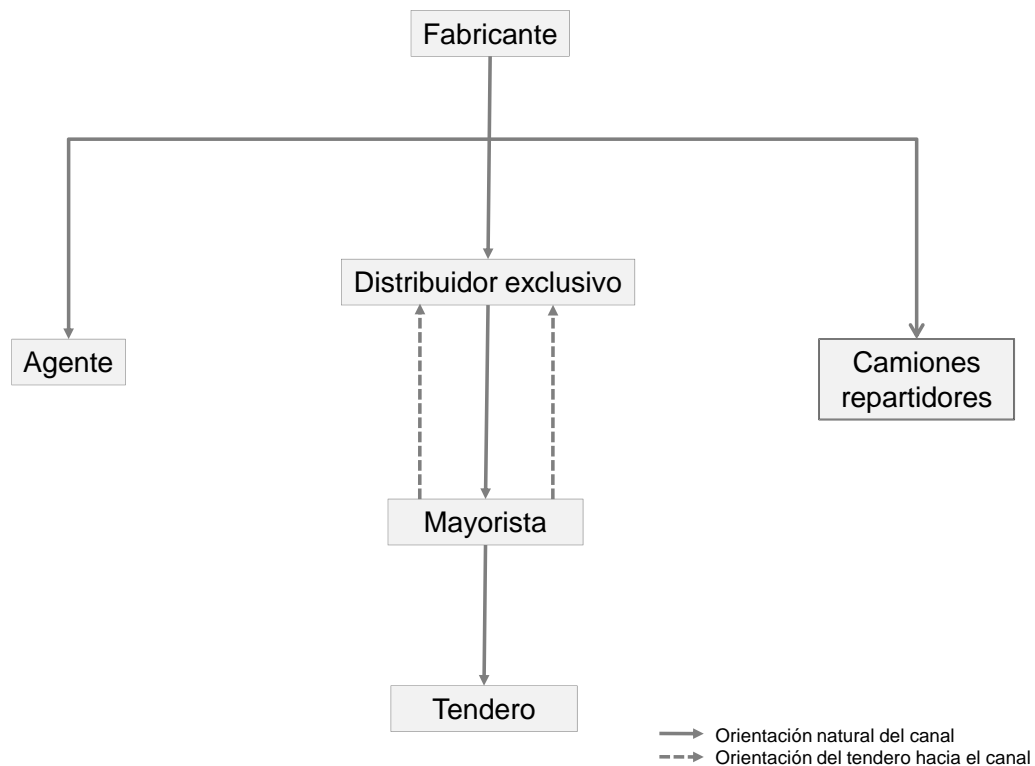 Fabricante
Distribuidor exclusivo
Agente
Camiones
repartidores
Mayorista
Tendero
Orientación natural del canal
Orientación del tendero hacia el canal